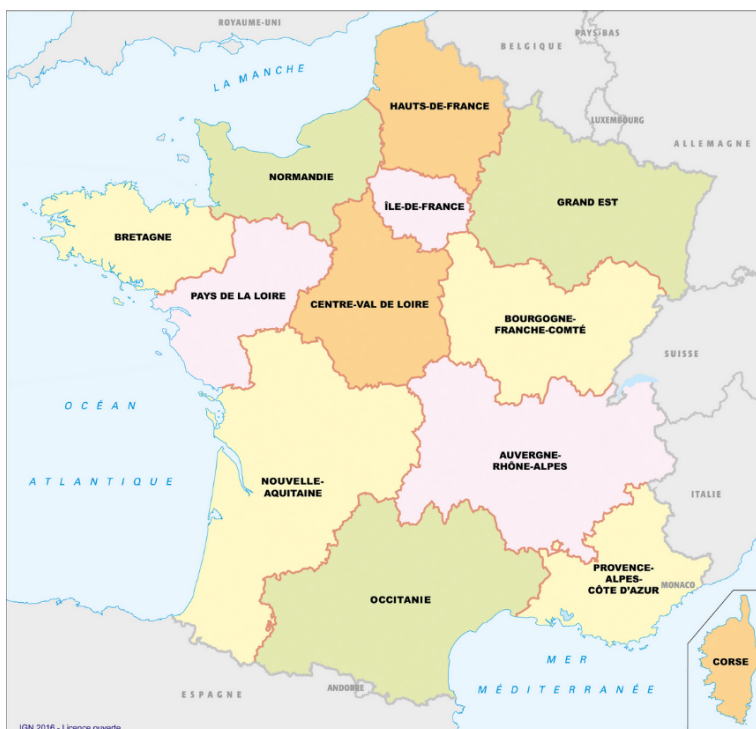 ROYAUME-UNI
PAYS-BAS
BELGIQUE
LA MANCHE
HAUTS-DE-FRANCE
LUXEMBOURG
ALLEMAGNE
NORMANDIE
ÎLE-DE-FRANCE
GRAND EST
BRETAGNE
PAYS DE LA LOIRE
CENTRE-VAL DE LOIRE
BOURGOGNE-
FRANCHE-COMTÉ
SUISSE
OCÉAN
ATLANTIQUE
AUVERGNE-
RHÔNE-ALPES
NOUVELLE-
AQUITAINE
ITALIE
PROVENCE-
ALPES-
CÔTE D'AZUR
MONACO
OCCITANIE
MER
MÉDITERRANÉE
CORSE
ESPAGNE
ANDORRE
IGN 2016 - Licence ouverte